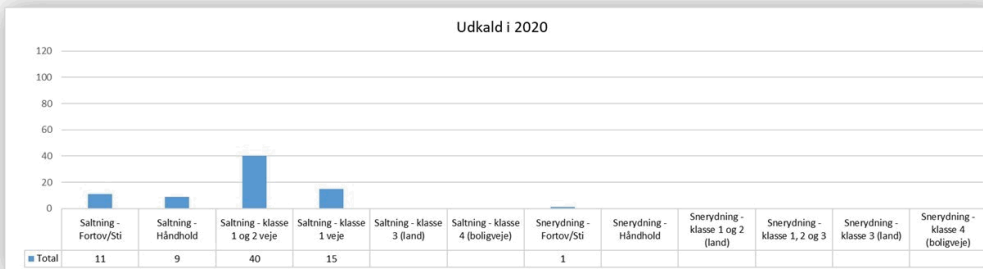 Udkald i 2020
120
100
80
60
40
20
0
Saltning - Fortov/Sti
Saltning - Håndhold
Saltning - klasse 1 og 2 veje
Saltning - klasse 1 veje
Saltning - klasse 3 (land)
Saltning - klasse 4 (boligveje)
Snerydning - Fortov/Sti
Snerydning - Håndhold
Snerydning - klasse 1 og 2 (land)
Snerydning - klasse 1, 2 og 3
Snerydning - klasse 3 (land)
Snerydning - klasse 4 (boligveje)
Total 11 9 40 15 1